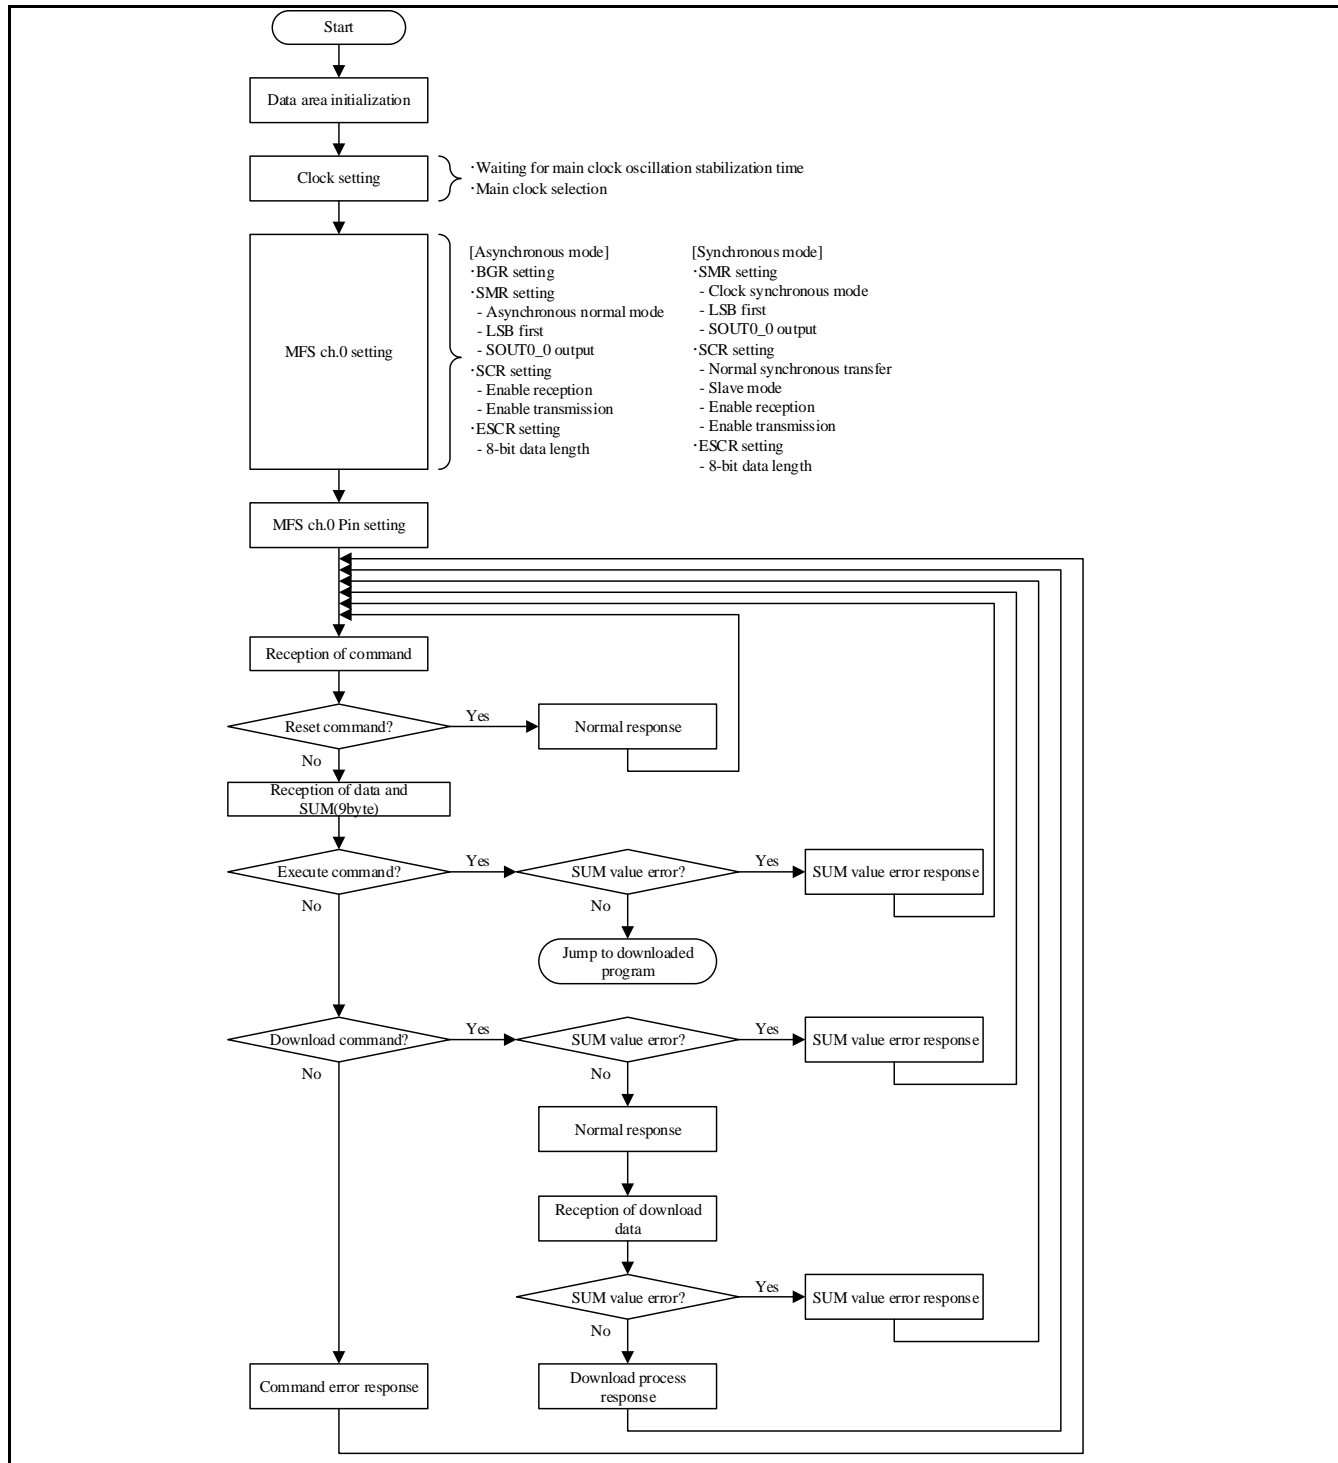 Start
Data area initialization
Clock setting
·Waiting for main clock oscillation stabilization time
·Main clock selection
MFS ch.0 setting
[Asynchronous mode]
·BGR setting
·SMR setting
- Asynchronous normal mode
- LSB first
- SOUT0_0 output
·SCR setting
- Enable reception
- Enable transmission
·ESCR setting
- 8-bit data length
[Synchronous mode]
·SMR setting
- Clock synchronous mode
- LSB first
- SOUT0_0 output
·SCR setting
- Normal synchronous transfer
- Slave mode
- Enable reception
- Enable transmission
·ESCR setting
- 8-bit data length
MFS ch.0 Pin setting
Reception of command
Reset command?
Yes
Normal response
No
Reception of data and
SUM(9byte)
Execute command?
Yes
SUM value error?
Yes
SUM value error response
No
No
Jump to downloaded
program
Download command?
Yes
SUM value error?
Yes
SUM value error response
No
No
Normal response
Reception of download
data
SUM value error?
Yes
SUM value error response
No
Command error response
Download process
response